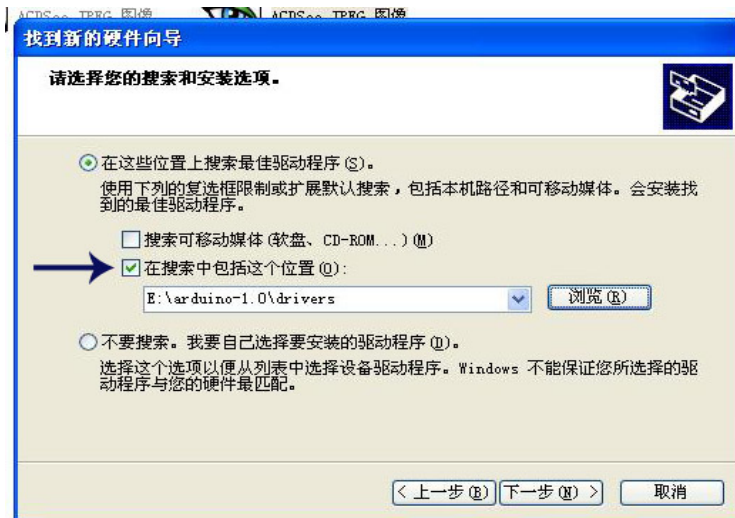 ACDSee JPEG 图像 ACDSee JPEG 图像
找到新的硬件向导
请选择您的搜索和安装选项。
在这些位置上搜索最佳驱动程序(S)。
使用下列的复选框限制或扩展默认搜索，包括本机路径和可移动媒体。会安装找
到的最佳驱动程序。
搜索可移动媒体(软盘、CD-ROM...)(M)
在搜索中包括这个位置(O):
E:\arduino-1.0\drivers 浏览(R)
不要搜索。我要自己选择要安装的驱动程序(D)。
选择这个选项以便从列表中选择设备驱动程序。Windows 不能保证您所选择的驱
动程序与您的硬件最匹配。
< 上一步(B) 下一步(N) > 取消